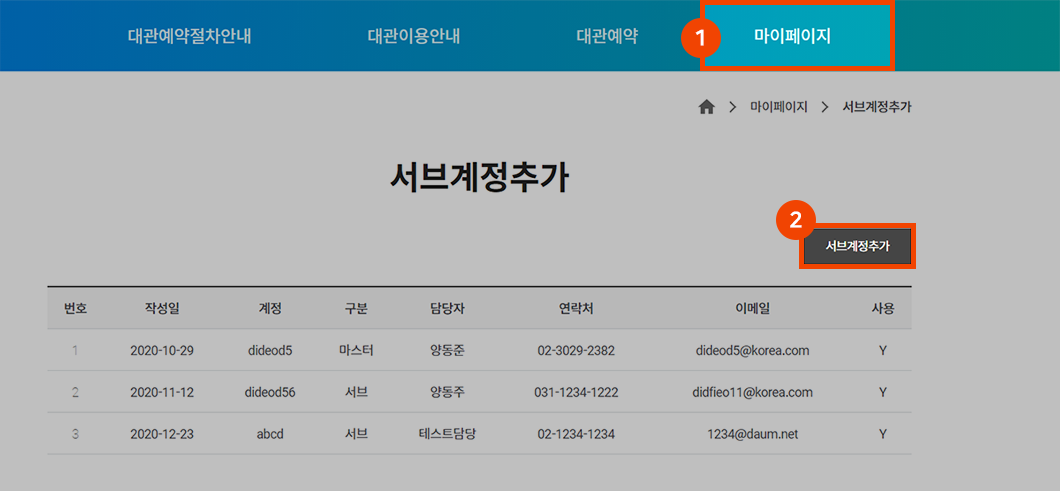 대관예약절차안내 대관이용안내 대관예약 1 마이페이지
마이페이지 > 서브계정추가
서브계정추가
2
서브계정추가
번호 작성일 계정 구분 담당자 연락처 이메일 사용
1 2020-10-29 dideod5 마스터 양동준 02-3029-2382 dideod5@korea.com Y
2 2020-11-12 dideod56 서브 양동주 031-1234-1222 didfieo11@korea.com Y
3 2020-12-23 abcd 서브 테스트담당 02-1234-1234 1234@daum.net Y